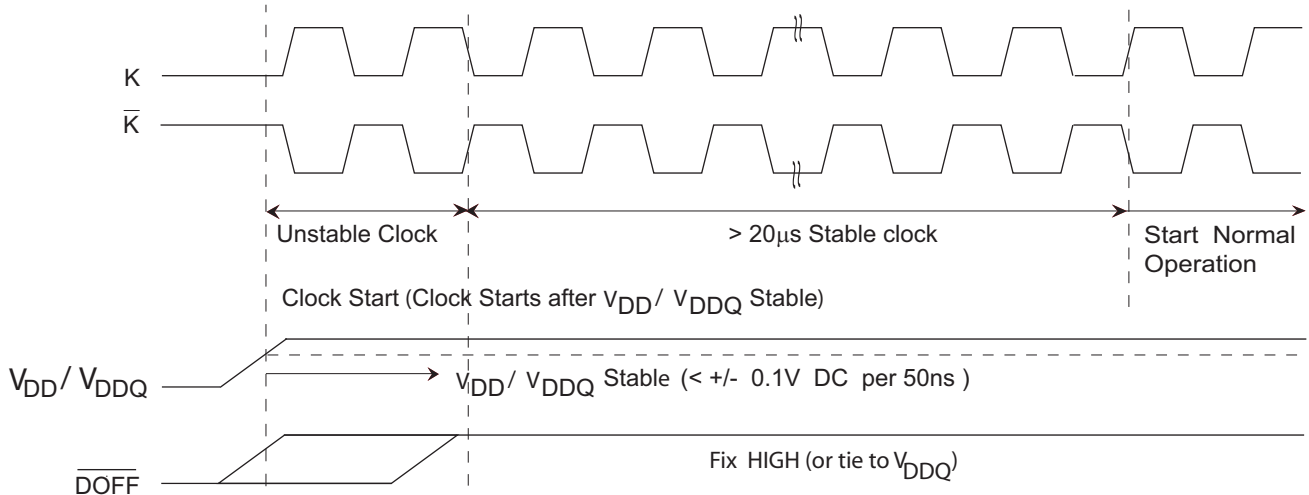 K
K̅
Unstable Clock
> 20μs Stable clock
Start Normal
Operation
Clock Start (Clock Starts after VDD / VDDQ Stable)
VDD / VDDQ
VDD / VDDQ Stable (< +/- 0.1V DC per 50ns )
Fix HIGH (or tie to VDDQ)
D̅O̅F̅F̅